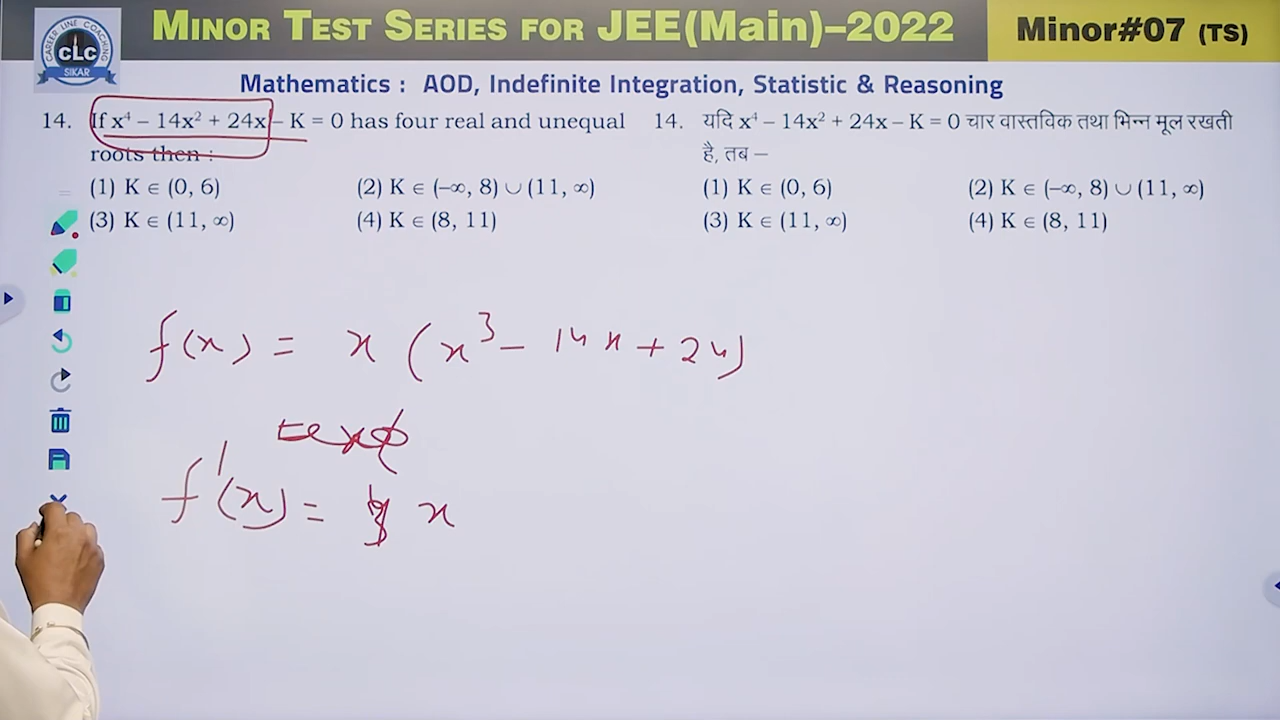 MINOR TEST SERIES FOR JEE(MAIN)–2022
Minor#07 (TS)
CAREER LINE COACHING
CLC
SIKAR
Mathematics : AOD, Indefinite Integration, Statistic & Reasoning
14. If x⁴ – 14x² + 24x – K = 0 has four real and unequal
roots then :
(1) K ∈ (0, 6) (2) K ∈ (–∞, 8) ∪ (11, ∞)
(3) K ∈ (11, ∞) (4) K ∈ (8, 11)
14. यदि x⁴ – 14x² + 24x – K = 0 चार वास्तविक तथा भिन्न मूल रखती
है, तब –
(1) K ∈ (0, 6) (2) K ∈ (–∞, 8) ∪ (11, ∞)
(3) K ∈ (11, ∞) (4) K ∈ (8, 11)
f(x) = x (x³ – 14x + 24)
f'(x) = x